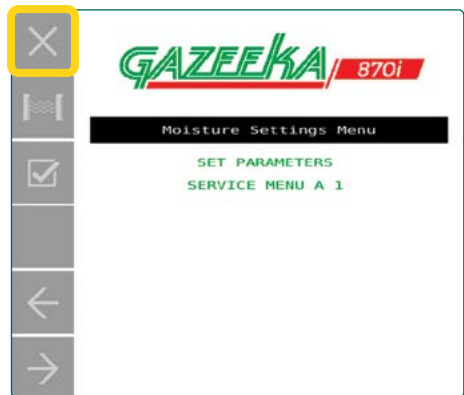 GAZEEKA 870i
Moisture Settings Menu
SET PARAMETERS
SERVICE MENU A 1